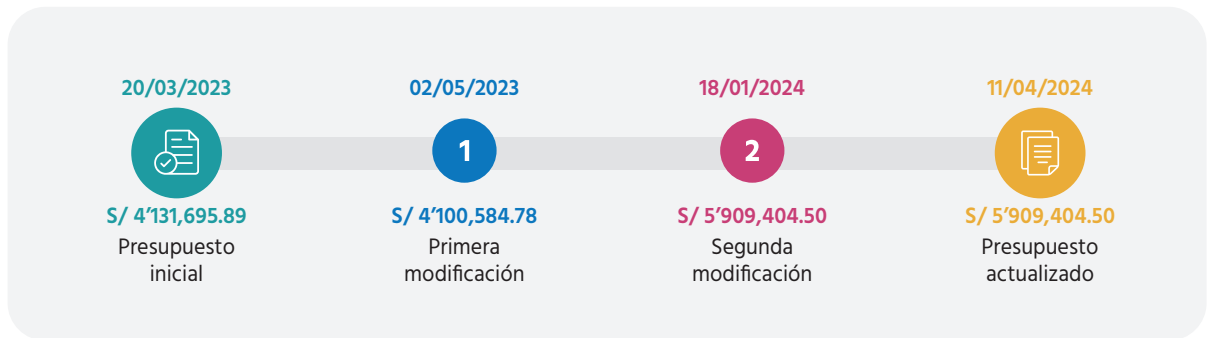 20/03/2023
02/05/2023
18/01/2024
11/04/2024
1
2
S/ 4'131,695.89
S/ 4'100,584.78
S/ 5'909,404.50
S/ 5'909,404.50
Presupuesto
inicial
Primera
modificación
Segunda
modificación
Presupuesto
actualizado